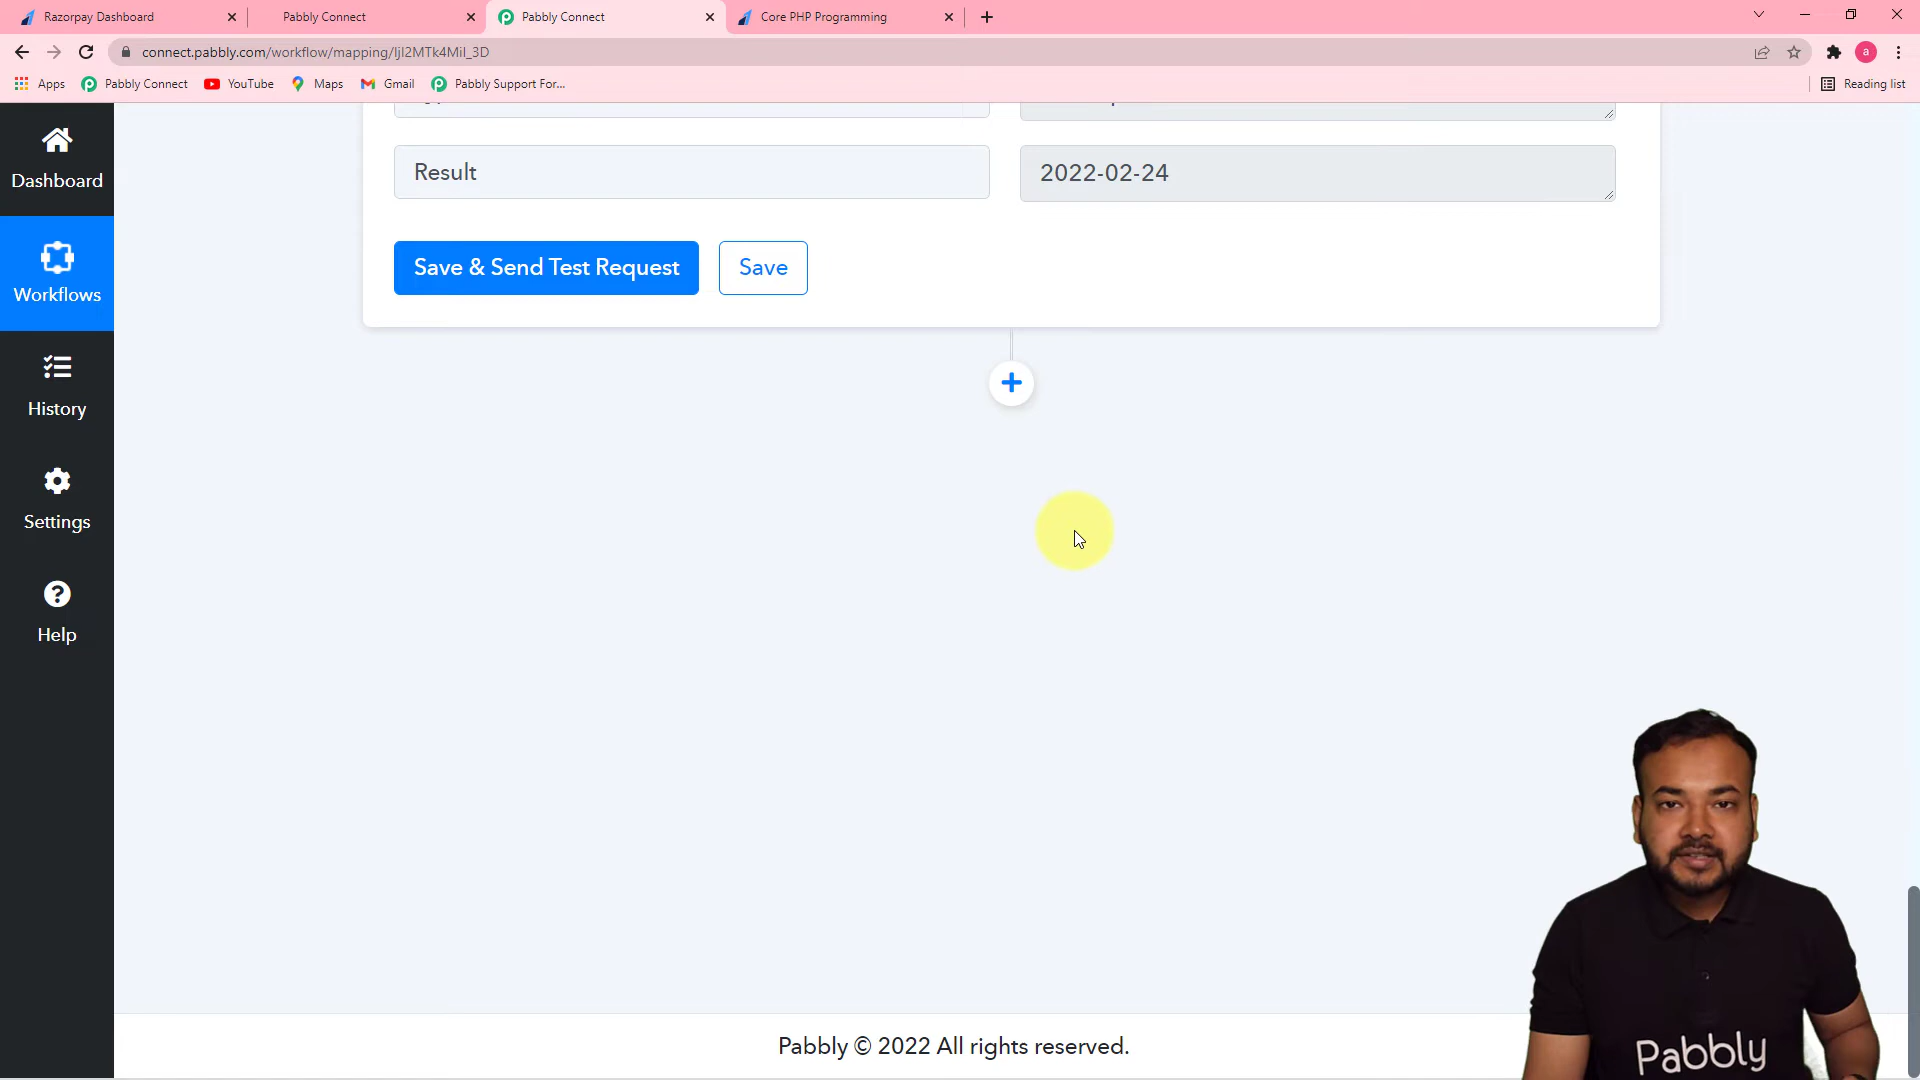 Razorpay Dashboard
Pabbly Connect
Pabbly Connect
Core PHP Programming
connect.pabbly.com/workflow/mapping/IjI2MTk4MiI_3D
Apps
Pabbly Connect
YouTube
Maps
Gmail
Pabbly Support For...
Reading list
Dashboard
Workflows
History
Settings
Help
Result
2022-02-24
Save & Send Test Request
Save
Pabbly © 2022 All rights reserved.
Pabbly